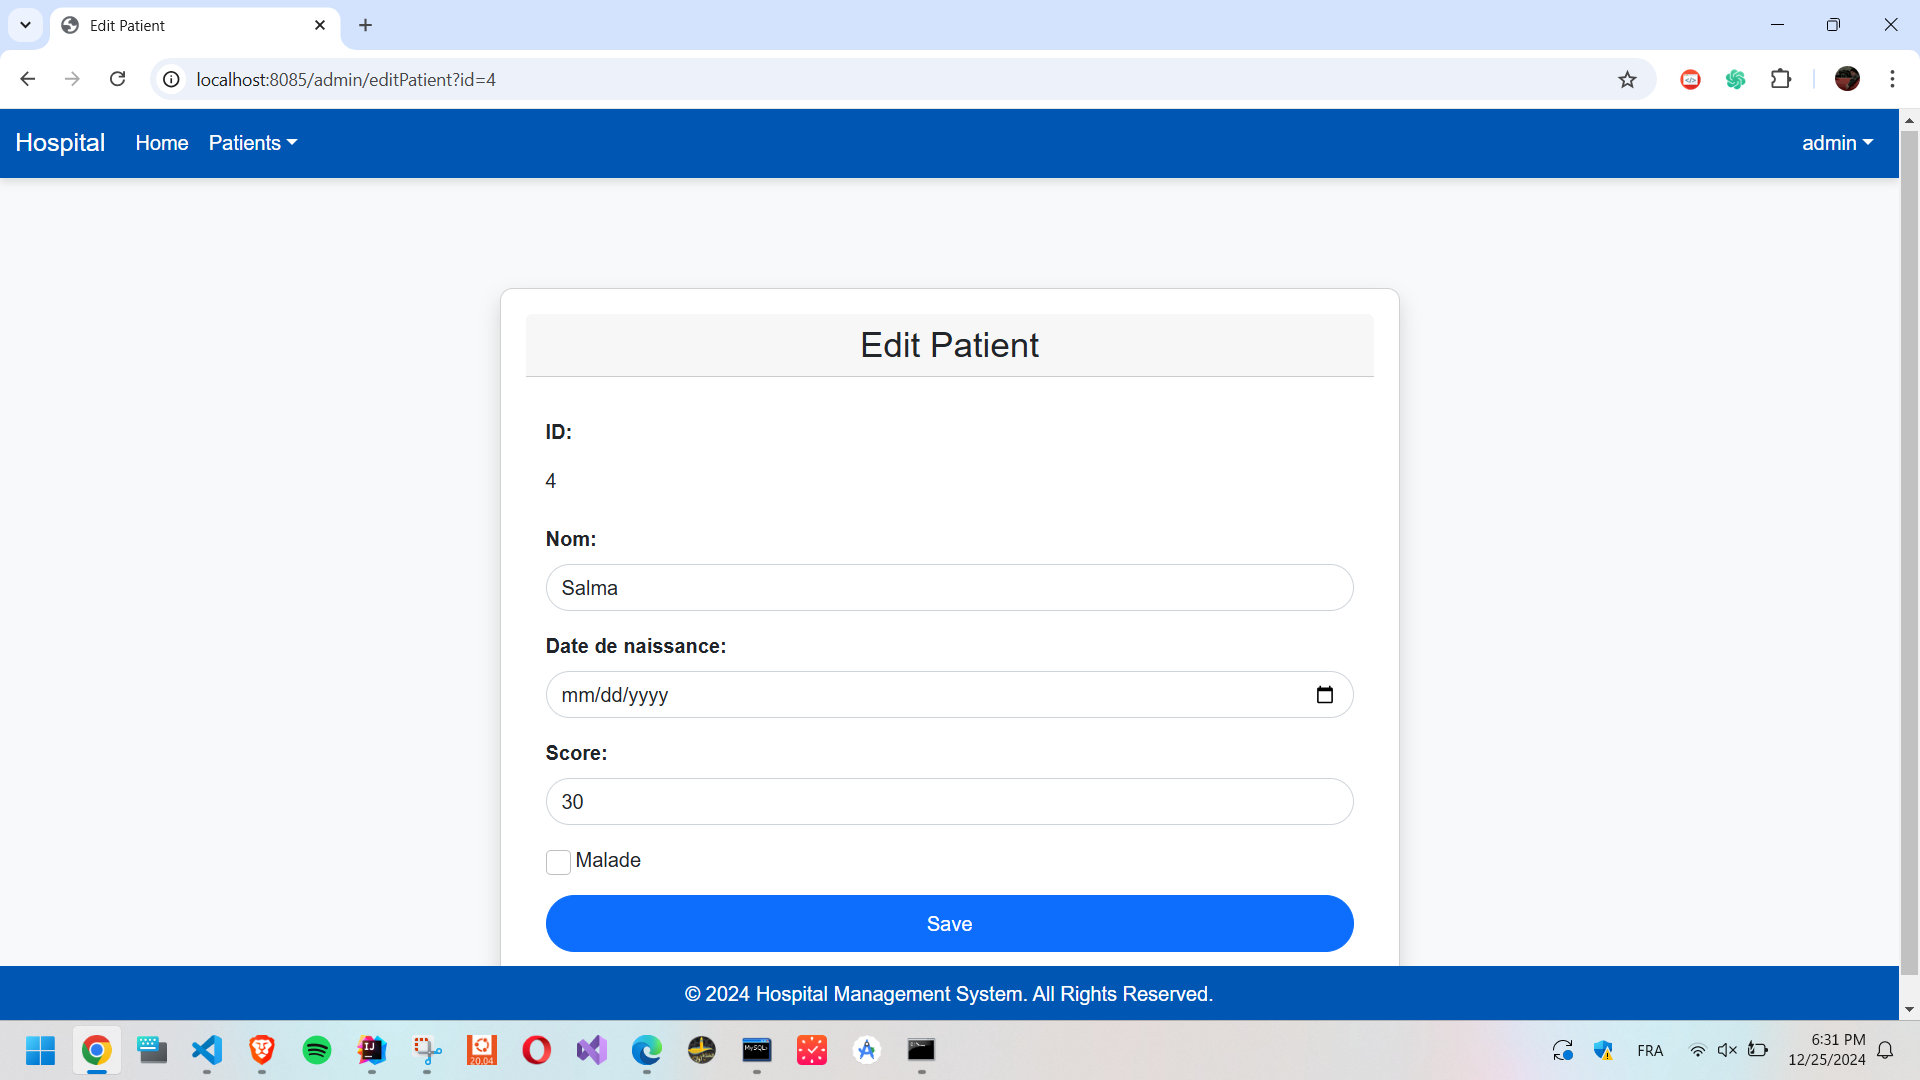 Edit Patient
localhost:8085/admin/editPatient?id=4
Hospital Home Patients admin
Edit Patient
ID:
4
Nom:
Salma
Date de naissance:
mm/dd/yyyy
Score:
30
Malade
Save
© 2024 Hospital Management System. All Rights Reserved.
20.04
FRA
6:31 PM
12/25/2024